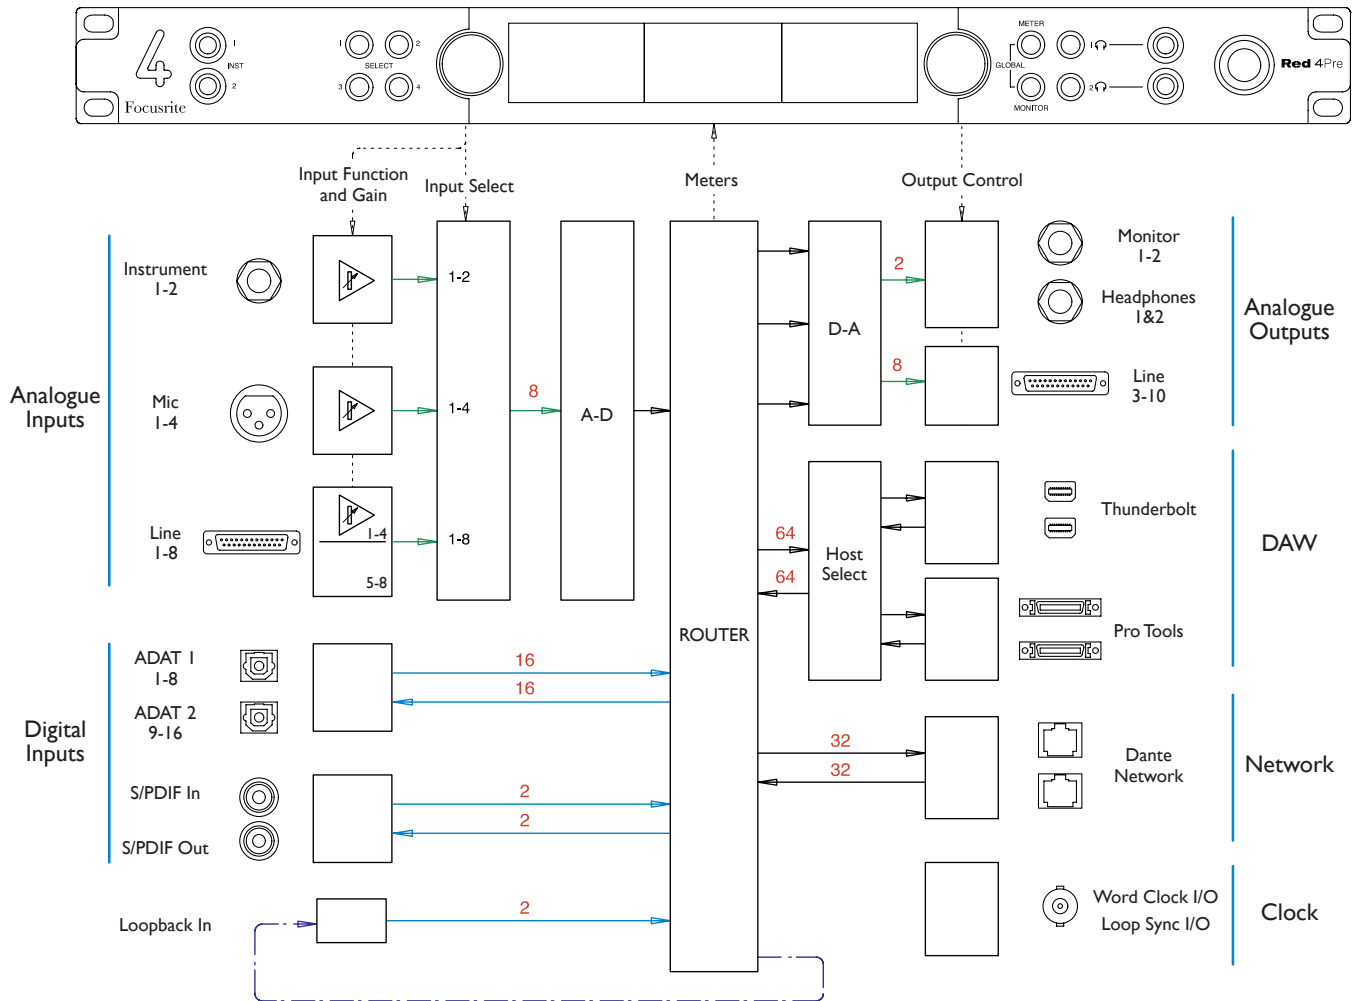 4
Focusrite
1
INST
2
1
2
SELECT
3
4
METER
GLOBAL
MONITOR
1
2
Red 4Pre
Input Function
and Gain
Input Select
Meters
Output Control
Analogue
Inputs
Instrument
1-2
Mic
1-4
Line
1-8
1-4
5-8
1-2
1-4
1-8
8
A-D
ROUTER
D-A
2
8
Monitor
1-2
Headphones
1&2
Line
3-10
Analogue
Outputs
64
64
Host
Select
Thunderbolt
Pro Tools
DAW
Digital
Inputs
ADAT 1
1-8
ADAT 2
9-16
16
16
S/PDIF In
S/PDIF Out
2
2
32
32
Dante
Network
Network
Loopback In
2
Word Clock I/O
Loop Sync I/O
Clock